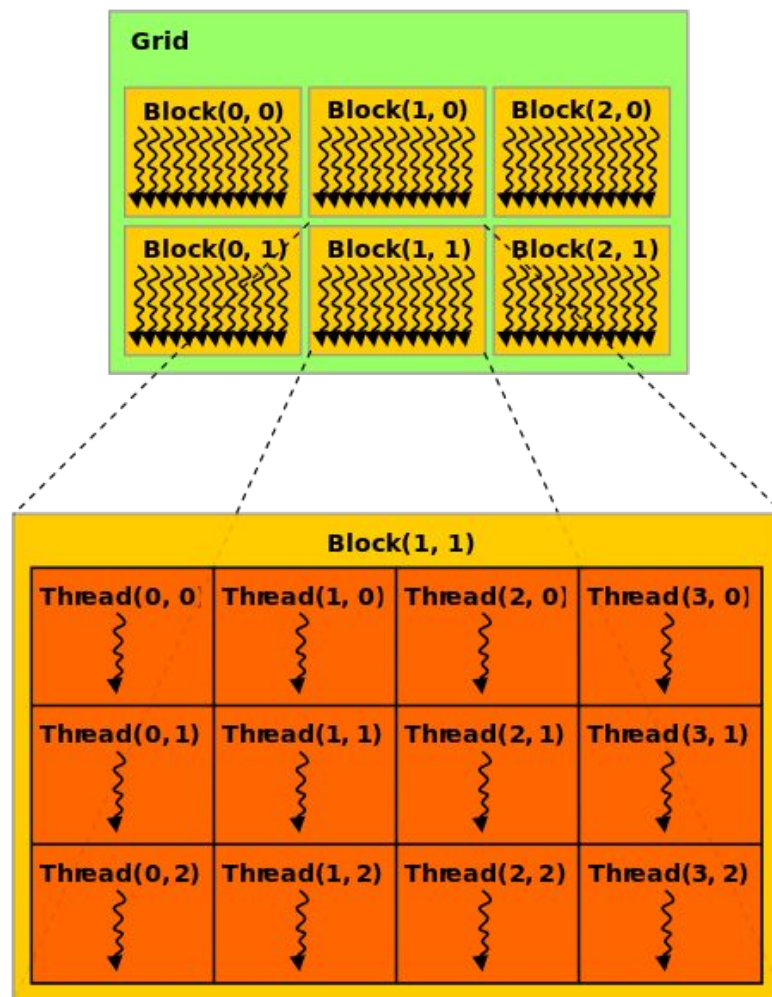 Grid
Block(0, 0) Block(1, 0) Block(2, 0)
Block(0, 1) Block(1, 1) Block(2, 1)
Block(1, 1)
Thread(0, 0) Thread(1, 0) Thread(2, 0) Thread(3, 0)
Thread(0, 1) Thread(1, 1) Thread(2, 1) Thread(3, 1)
Thread(0, 2) Thread(1, 2) Thread(2, 2) Thread(3, 2)